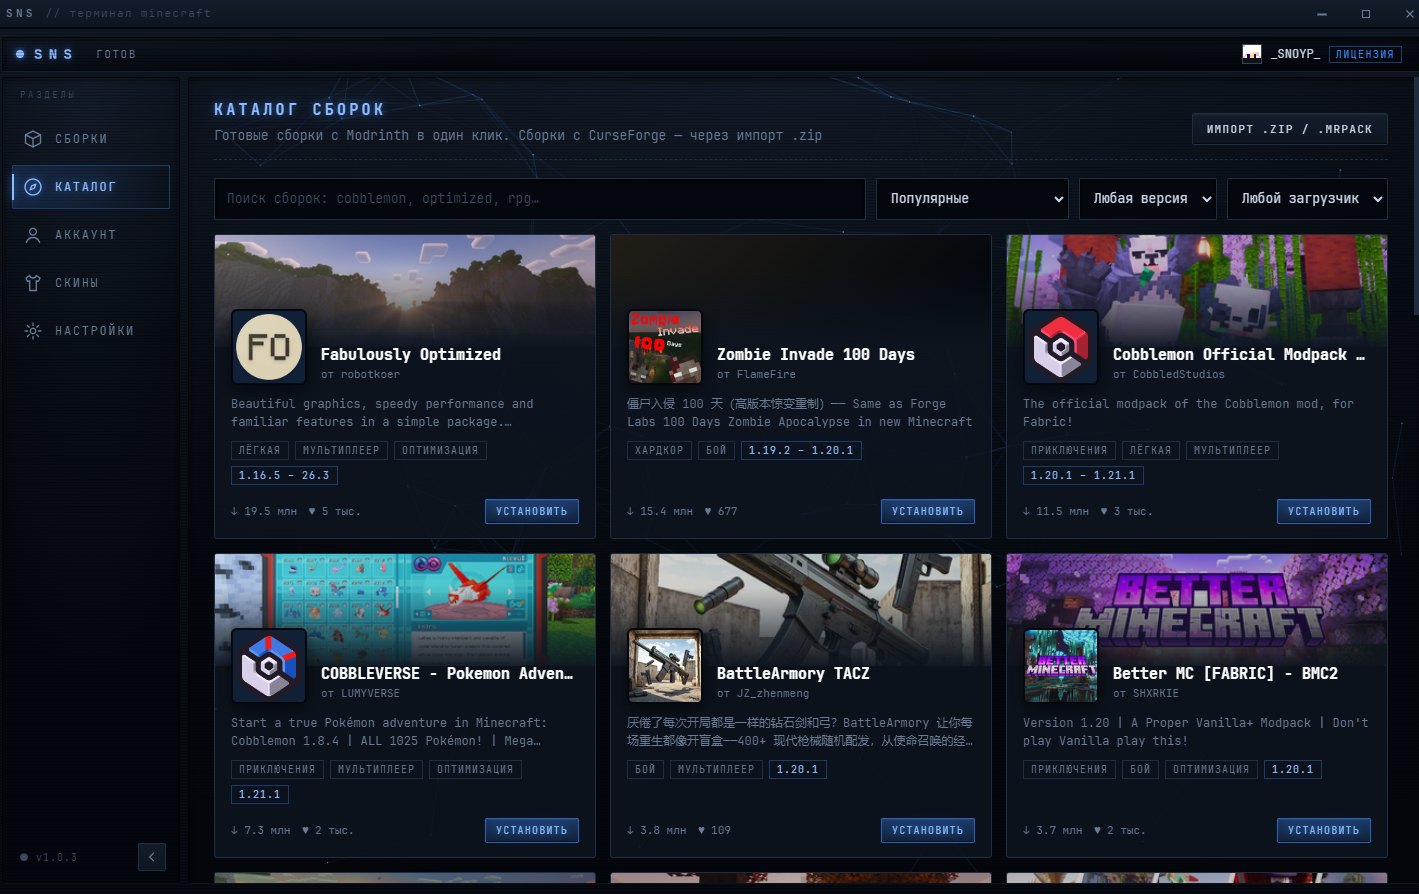 SNS // терминал minecraft
SNS ГОТОВ
_SNOYP_ ЛИЦЕНЗИЯ
РАЗДЕЛЫ
СБОРКИ
КАТАЛОГ
АККАУНТ
СКИНЫ
НАСТРОЙКИ
v1.0.3
КАТАЛОГ СБОРОК
Готовые сборки с Modrinth в один клик. Сборки с CurseForge — через импорт .zip
ИМПОРТ .ZIP / .MRPACK
Поиск сборок: cobblemon, optimized, rpg…
Популярные
Любая версия
Любой загрузчик
FO
Fabulously Optimized
от robotkoer
Beautiful graphics, speedy performance and
familiar features in a simple package.…
ЛЁГКАЯ МУЛЬТИПЛЕЕР ОПТИМИЗАЦИЯ
1.16.5 – 26.3
↓ 19.5 млн ♥ 5 тыс.
УСТАНОВИТЬ
Zombie
Invade
100 Days
Zombie Invade 100 Days
от FlameFire
僵尸入侵 100 天（高版本惊变重制）—— Same as Forge
Labs 100 Days Zombie Apocalypse in new Minecraft
ХАРДКОР БОЙ 1.19.2 – 1.20.1
↓ 15.4 млн ♥ 677
УСТАНОВИТЬ
Cobblemon Official Modpack …
от CobbledStudios
The official modpack of the Cobblemon mod, for
Fabric!
ПРИКЛЮЧЕНИЯ ЛЁГКАЯ МУЛЬТИПЛЕЕР
1.20.1 – 1.21.1
↓ 11.5 млн ♥ 3 тыс.
УСТАНОВИТЬ
COBBLEVERSE - Pokemon Adven…
от LUMYVERSE
Start a true Pokémon adventure in Minecraft:
Cobblemon 1.8.4 | ALL 1025 Pokémon! | Mega…
ПРИКЛЮЧЕНИЯ МУЛЬТИПЛЕЕР ОПТИМИЗАЦИЯ
1.21.1
↓ 7.3 млн ♥ 2 тыс.
УСТАНОВИТЬ
BattleArmory TACZ
от JZ_zhenmeng
厌倦了每次开局都是一样的钻石剑和弓？BattleArmory 让你每
场重生都像开盲盒——400+ 现代枪械随机配发，从使命召唤的经…
БОЙ МУЛЬТИПЛЕЕР 1.20.1
↓ 3.8 млн ♥ 109
УСТАНОВИТЬ
BETTER
MINECRAFT
BETTER
MINECRAFT
Better MC [FABRIC] - BMC2
от SHXRKIE
Version 1.20 | A Proper Vanilla+ Modpack | Don't
play Vanilla play this!
ПРИКЛЮЧЕНИЯ БОЙ ОПТИМИЗАЦИЯ 1.20.1
↓ 3.7 млн ♥ 2 тыс.
УСТАНОВИТЬ